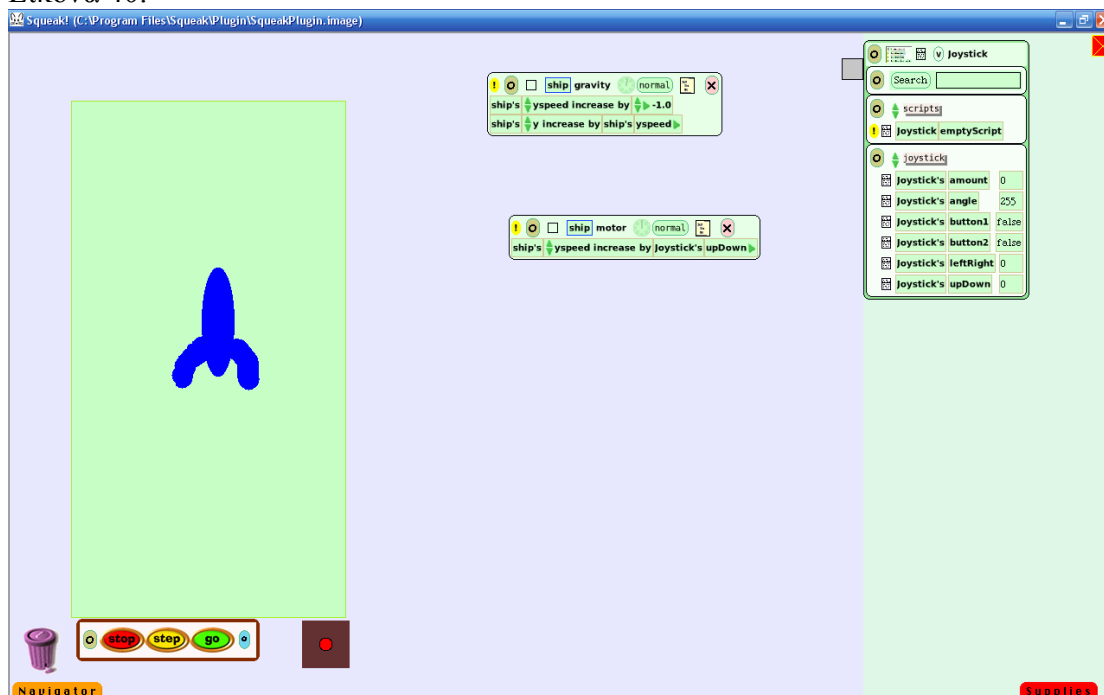 Squeak! (C:\Program Files\Squeak\Plugin\SqueakPlugin.image)
! ship gravity normal
ship's yspeed increase by -1.0
ship's y increase by ship's yspeed
! ship motor normal
ship's yspeed increase by Joystick's upDown
v Joystick
Search
scripts
! Joystick emptyScript
joystick
Joystick's amount 0
Joystick's angle 255
Joystick's button1 false
Joystick's button2 false
Joystick's leftRight 0
Joystick's upDown 0
stop step go
Navigator
Supplies